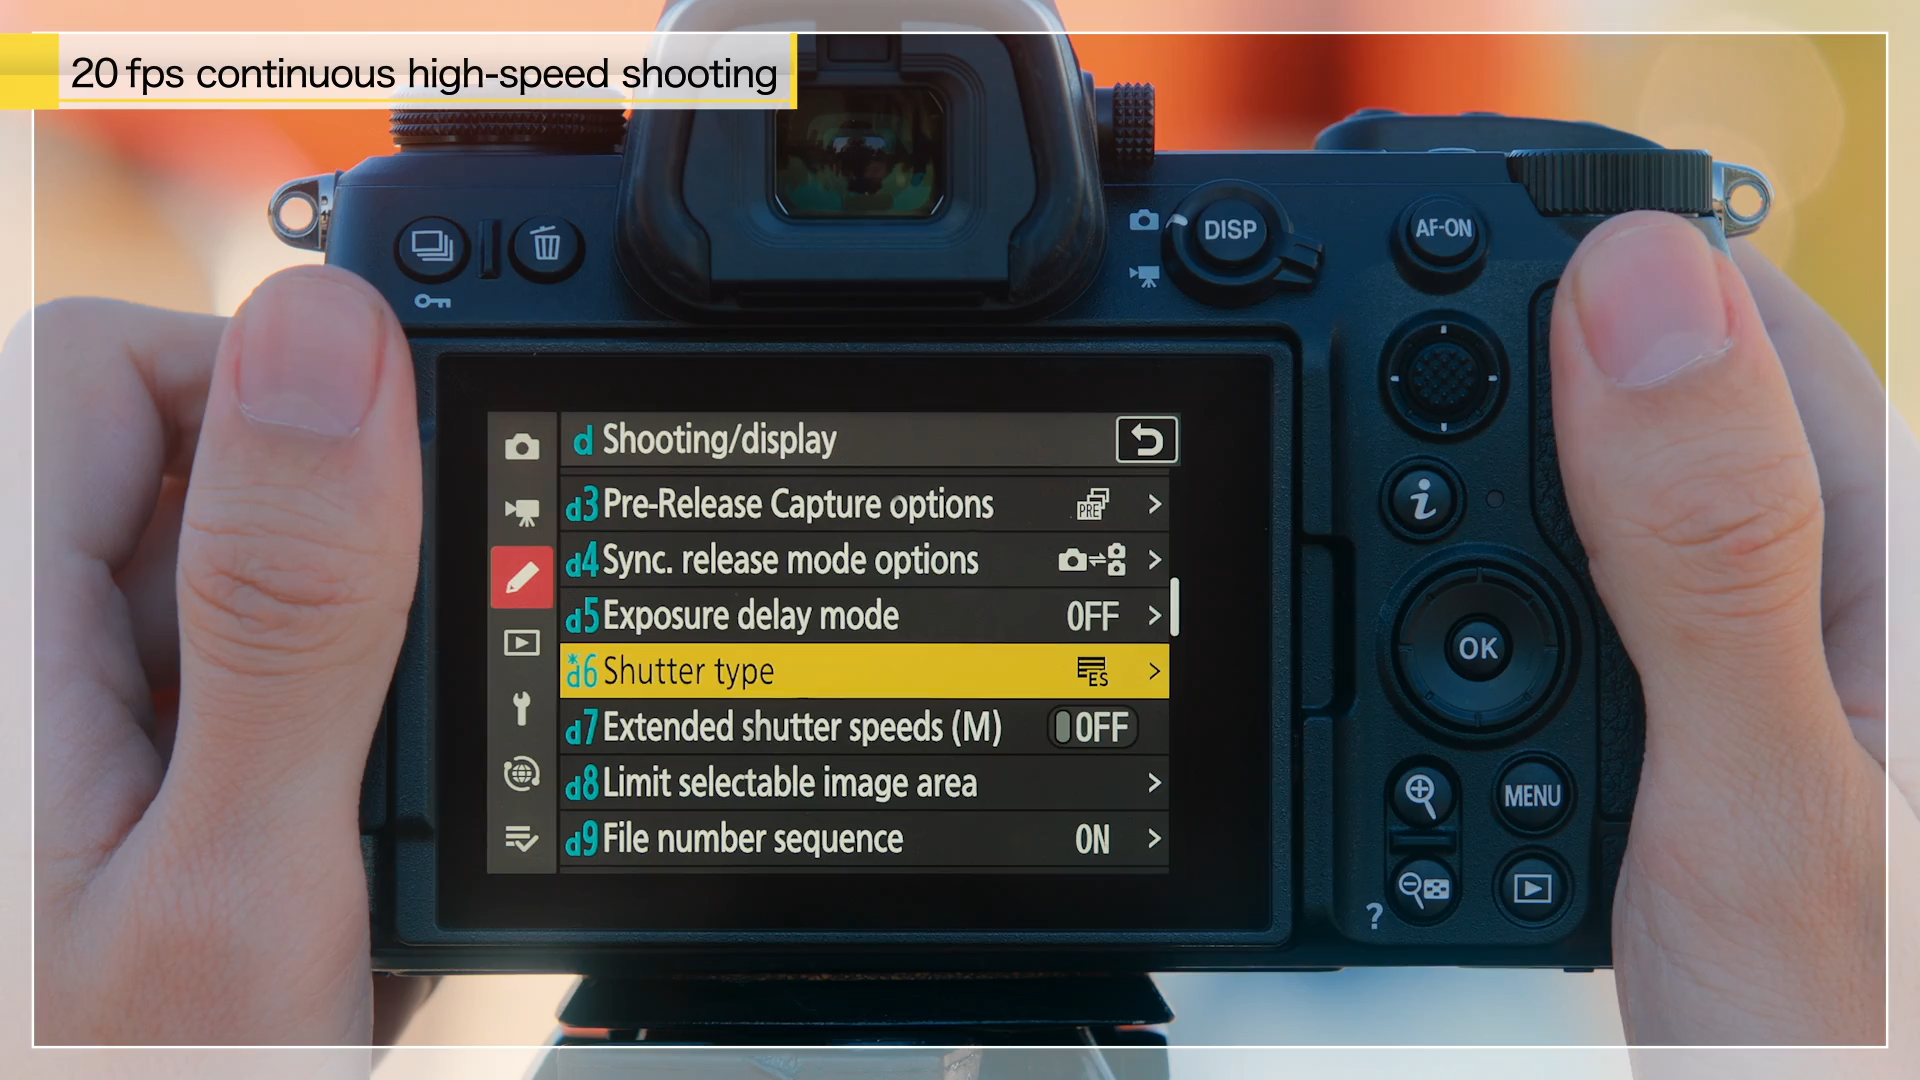 20 fps continuous high-speed shooting
DISP
AF-ON
d Shooting/display
d3 Pre-Release Capture options PRE
d4 Sync. release mode options
d5 Exposure delay mode OFF
*d6 Shutter type ES
d7 Extended shutter speeds (M) OFF
d8 Limit selectable image area
d9 File number sequence ON
i
OK
MENU
?